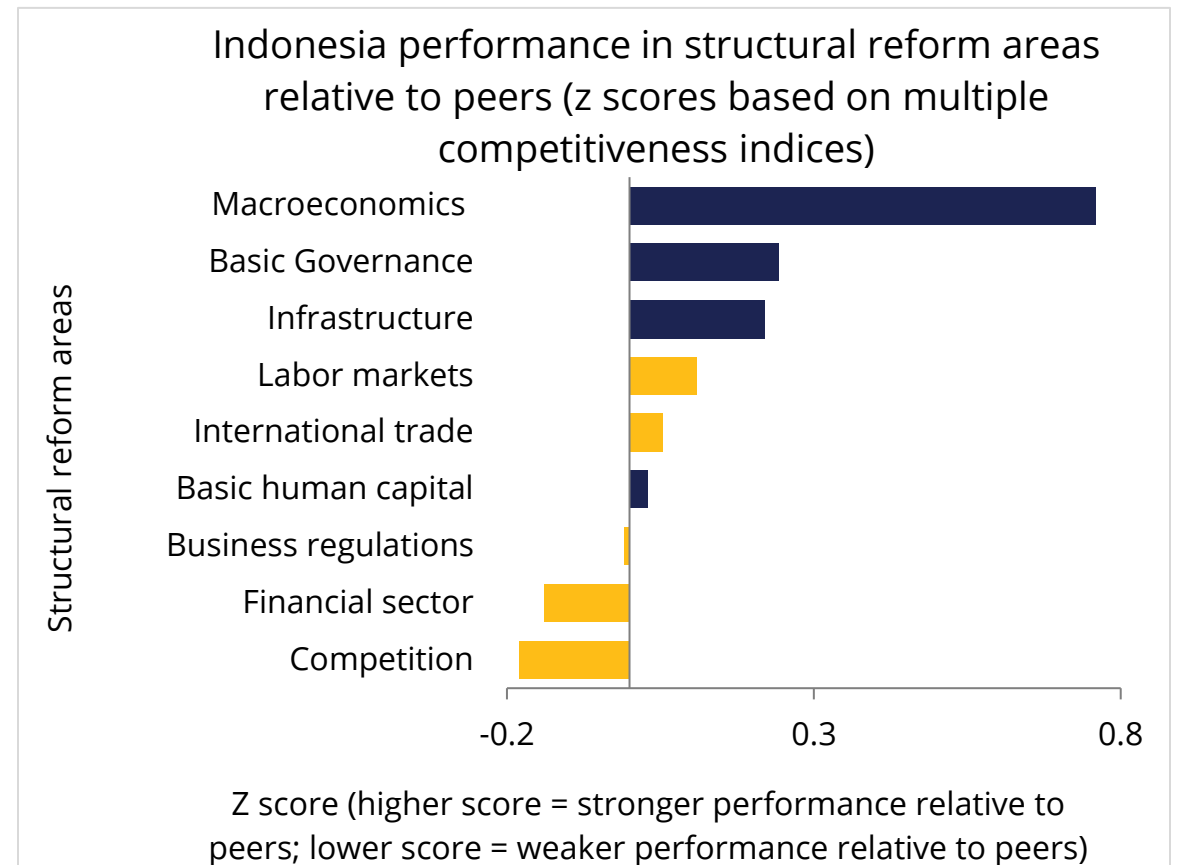 Indonesia performance in structural reform areas
relative to peers (z scores based on multiple
competitiveness indices)
Structural reform areas
Macroeconomics
Basic Governance
Infrastructure
Labor markets
International trade
Basic human capital
Business regulations
Financial sector
Competition
-0.2
0.3
0.8
Z score (higher score = stronger performance relative to
peers; lower score = weaker performance relative to peers)